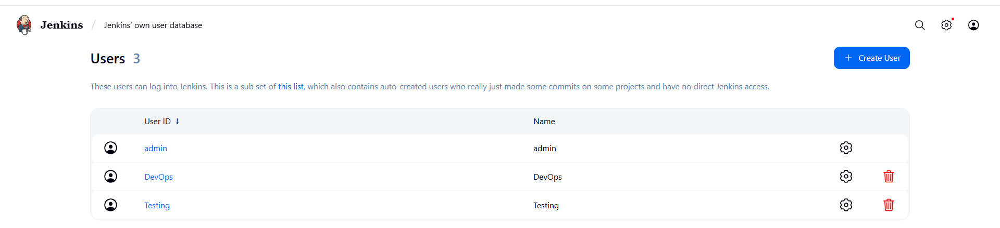 Jenkins / Jenkins’ own user database
Users 3
+ Create User
These users can log into Jenkins. This is a sub set of this list, which also contains auto-created users who really just made some commits on some projects and have no direct Jenkins access.
User ID ↓ Name
admin admin
DevOps DevOps
Testing Testing